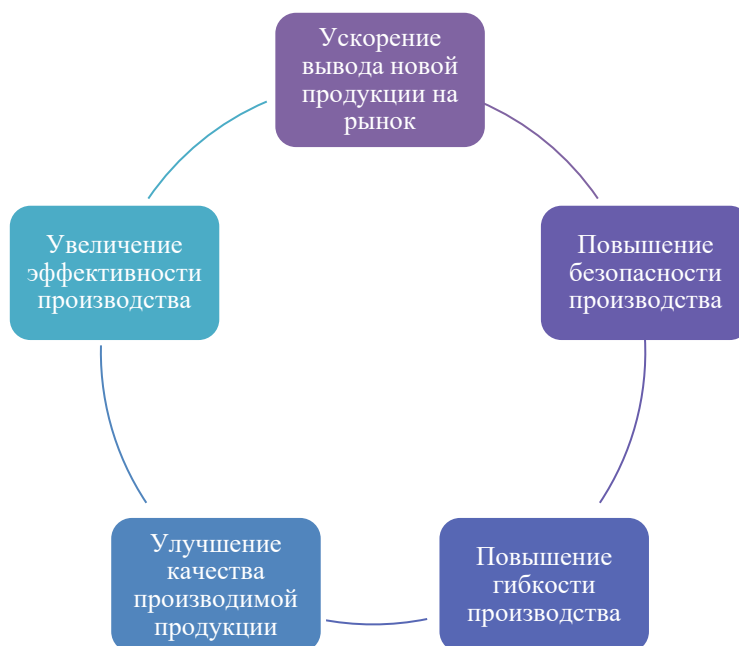 Ускорение
вывода новой
продукции на
рынок
Увеличение
эффективности
производства
Повышение
безопасности
производства
Улучшение
качества
производимой
продукции
Повышение
гибкости
производства